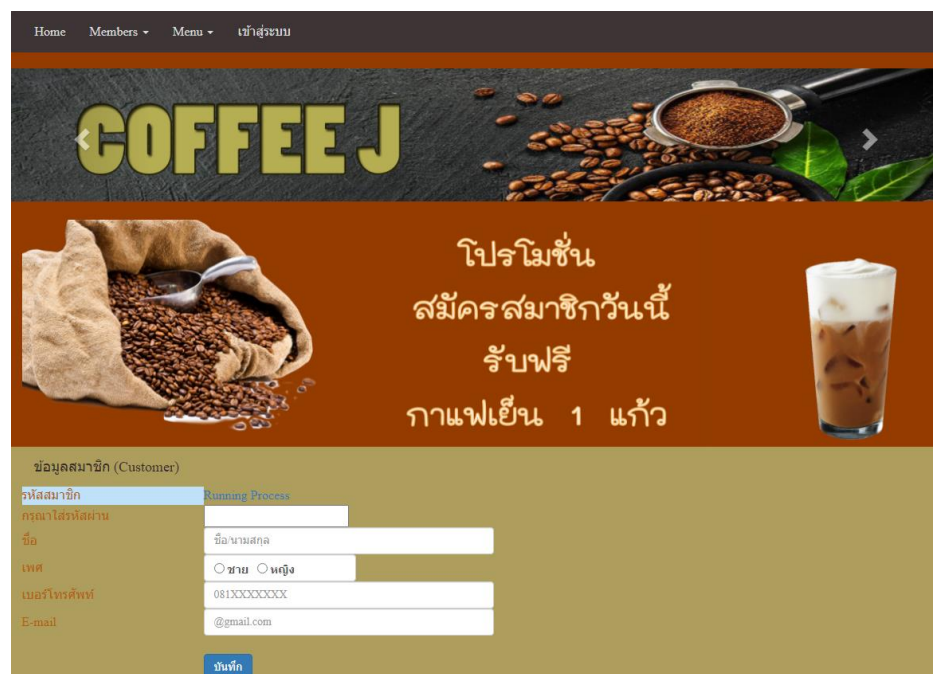 Home Members Menu เข้าสู่ระบบ
COFFEE J
โปรโมชั่น
สมัครสมาชิกวันนี้
รับฟรี
กาแฟเย็น 1 แก้ว
ข้อมูลสมาชิก (Customer)
รหัสสมาชิก Running Process
กรุณาใส่รหัสผ่าน
ชื่อ ชื่อ/นามสกุล
เพศ ชาย หญิง
เบอร์โทรศัพท์ 081XXXXXXX
E-mail @gmail.com
บันทึก